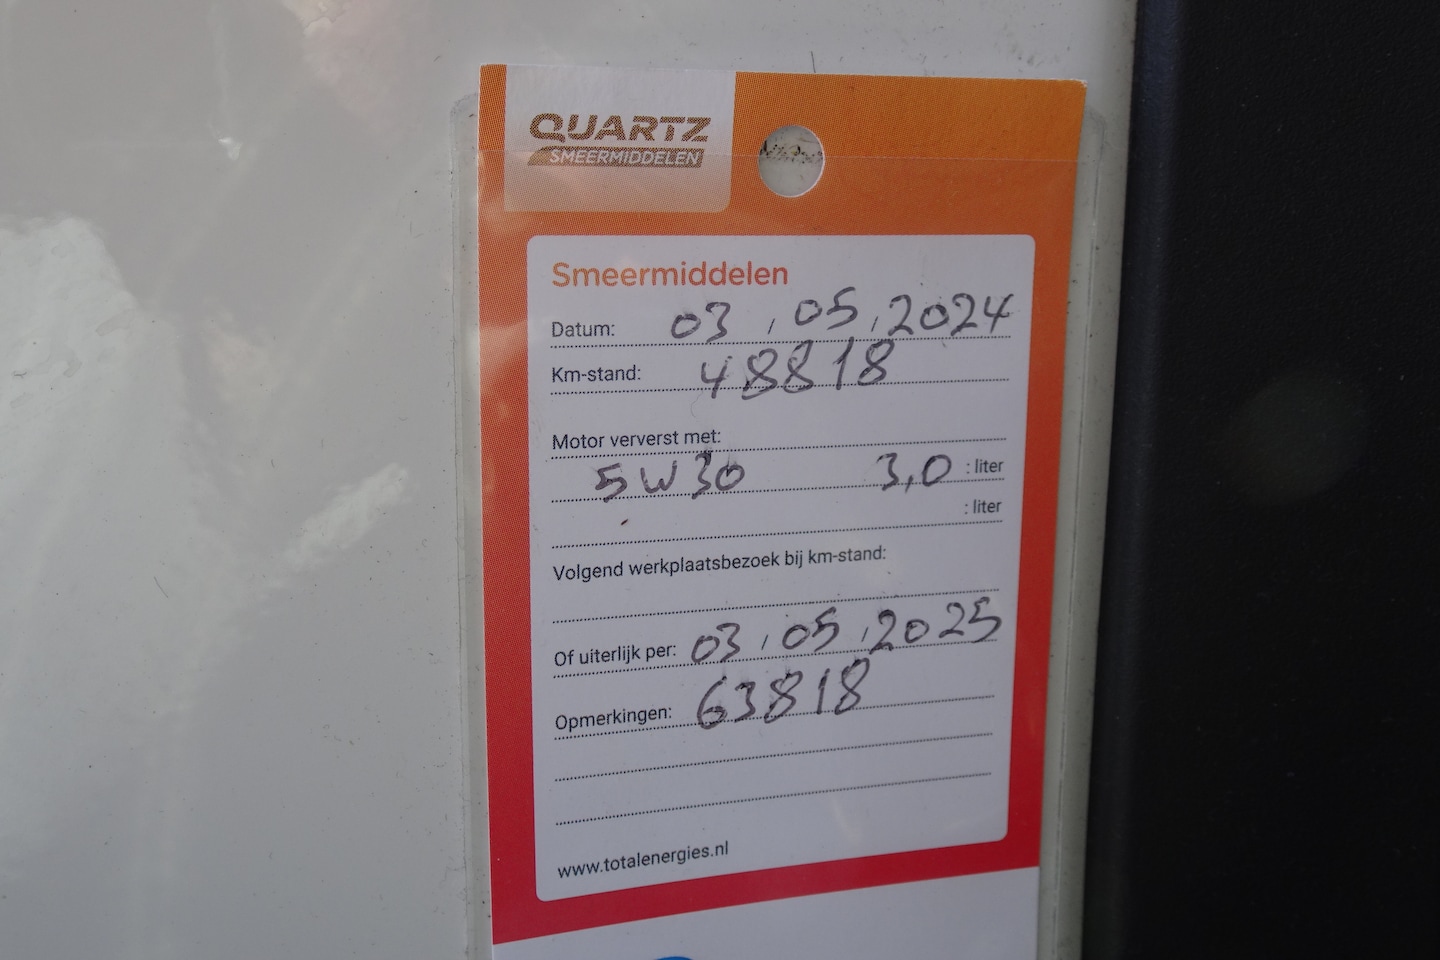 QUARTZ
SMEERMIDDELEN
Smeermiddelen
Datum: 03, 05, 2024
Km-stand: 48818
Motor ververst met:
5W30 3,0 : liter
: liter
Volgend werkplaatsbezoek bij km-stand:
Of uiterlijk per: 03, 05, 2025
Opmerkingen: 63818
www.totalenergies.nl